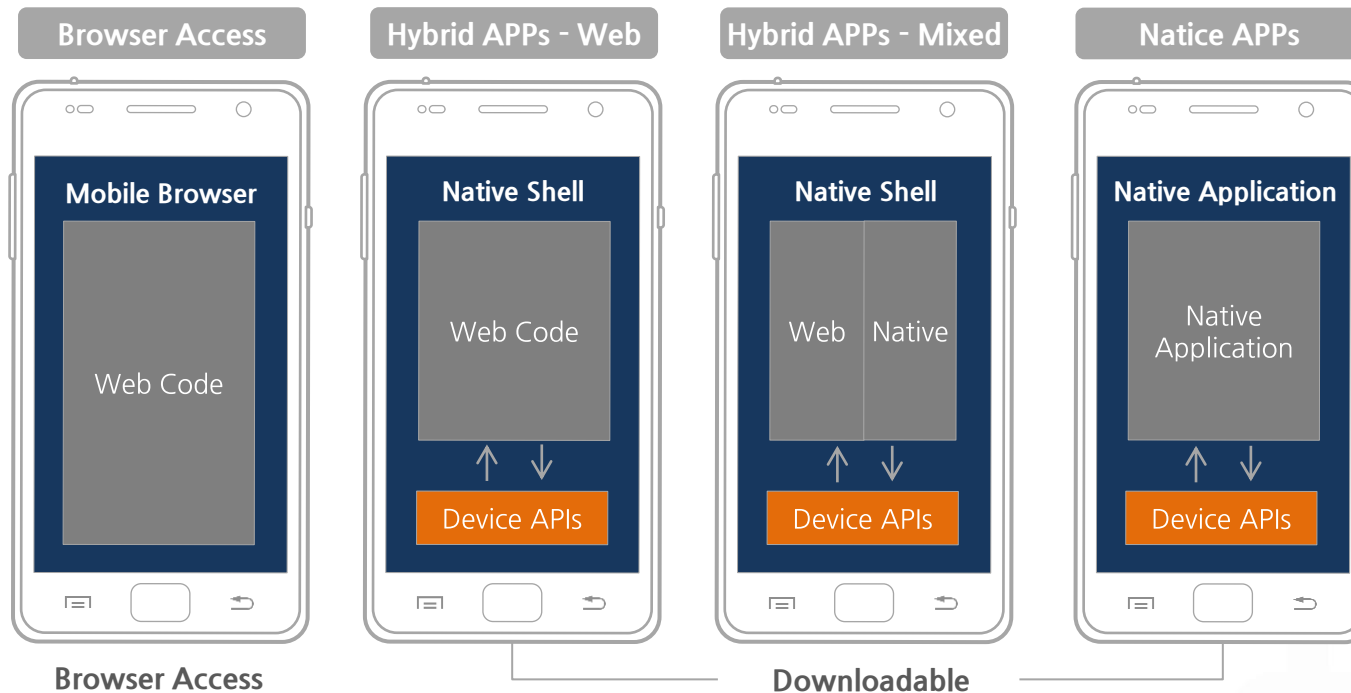 Browser Access
Hybrid APPs - Web
Hybrid APPs - Mixed
Natice APPs
Mobile Browser
Web Code
Native Shell
Web Code
Device APIs
Native Shell
Web
Native
Device APIs
Native Application
Native
Application
Device APIs
Browser Access
Downloadable